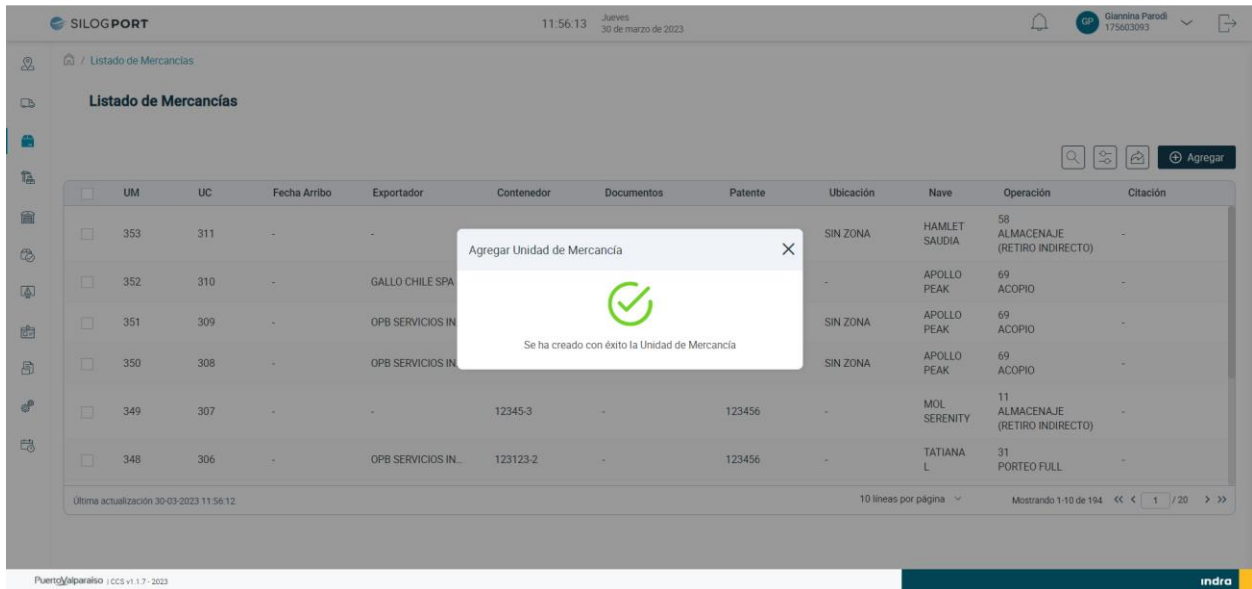 SILOGPORT
11:56:13
Jueves
30 de marzo de 2023
GP
Giannina Parodi
175603093
/ Listado de Mercancías
Listado de Mercancías
Agregar
UM UC Fecha Arribo Exportador Contenedor Documentos Patente Ubicación Nave Operación Citación
353 311 - - SIN ZONA HAMLET SAUDIA 58 ALMACENAJE (RETIRO INDIRECTO) -
352 310 - GALLO CHILE SPA - APOLLO PEAK 69 ACOPIO -
351 309 - OPB SERVICIOS IN SIN ZONA APOLLO PEAK 69 ACOPIO -
350 308 - OPB SERVICIOS IN SIN ZONA APOLLO PEAK 69 ACOPIO -
349 307 - - 12345-3 - 123456 - MOL SERENITY 11 ALMACENAJE (RETIRO INDIRECTO) -
348 306 - OPB SERVICIOS IN... 123123-2 - 123456 - TATIANA L 31 PORTEO FULL -
Agregar Unidad de Mercancía
Se ha creado con éxito la Unidad de Mercancía
Última actualización 30-03-2023 11:56:12
10 líneas por página
Mostrando 1-10 de 194 << < 1 / 20 > >>
PuertoValparaíso | CCS v1.1.7 - 2023
indra